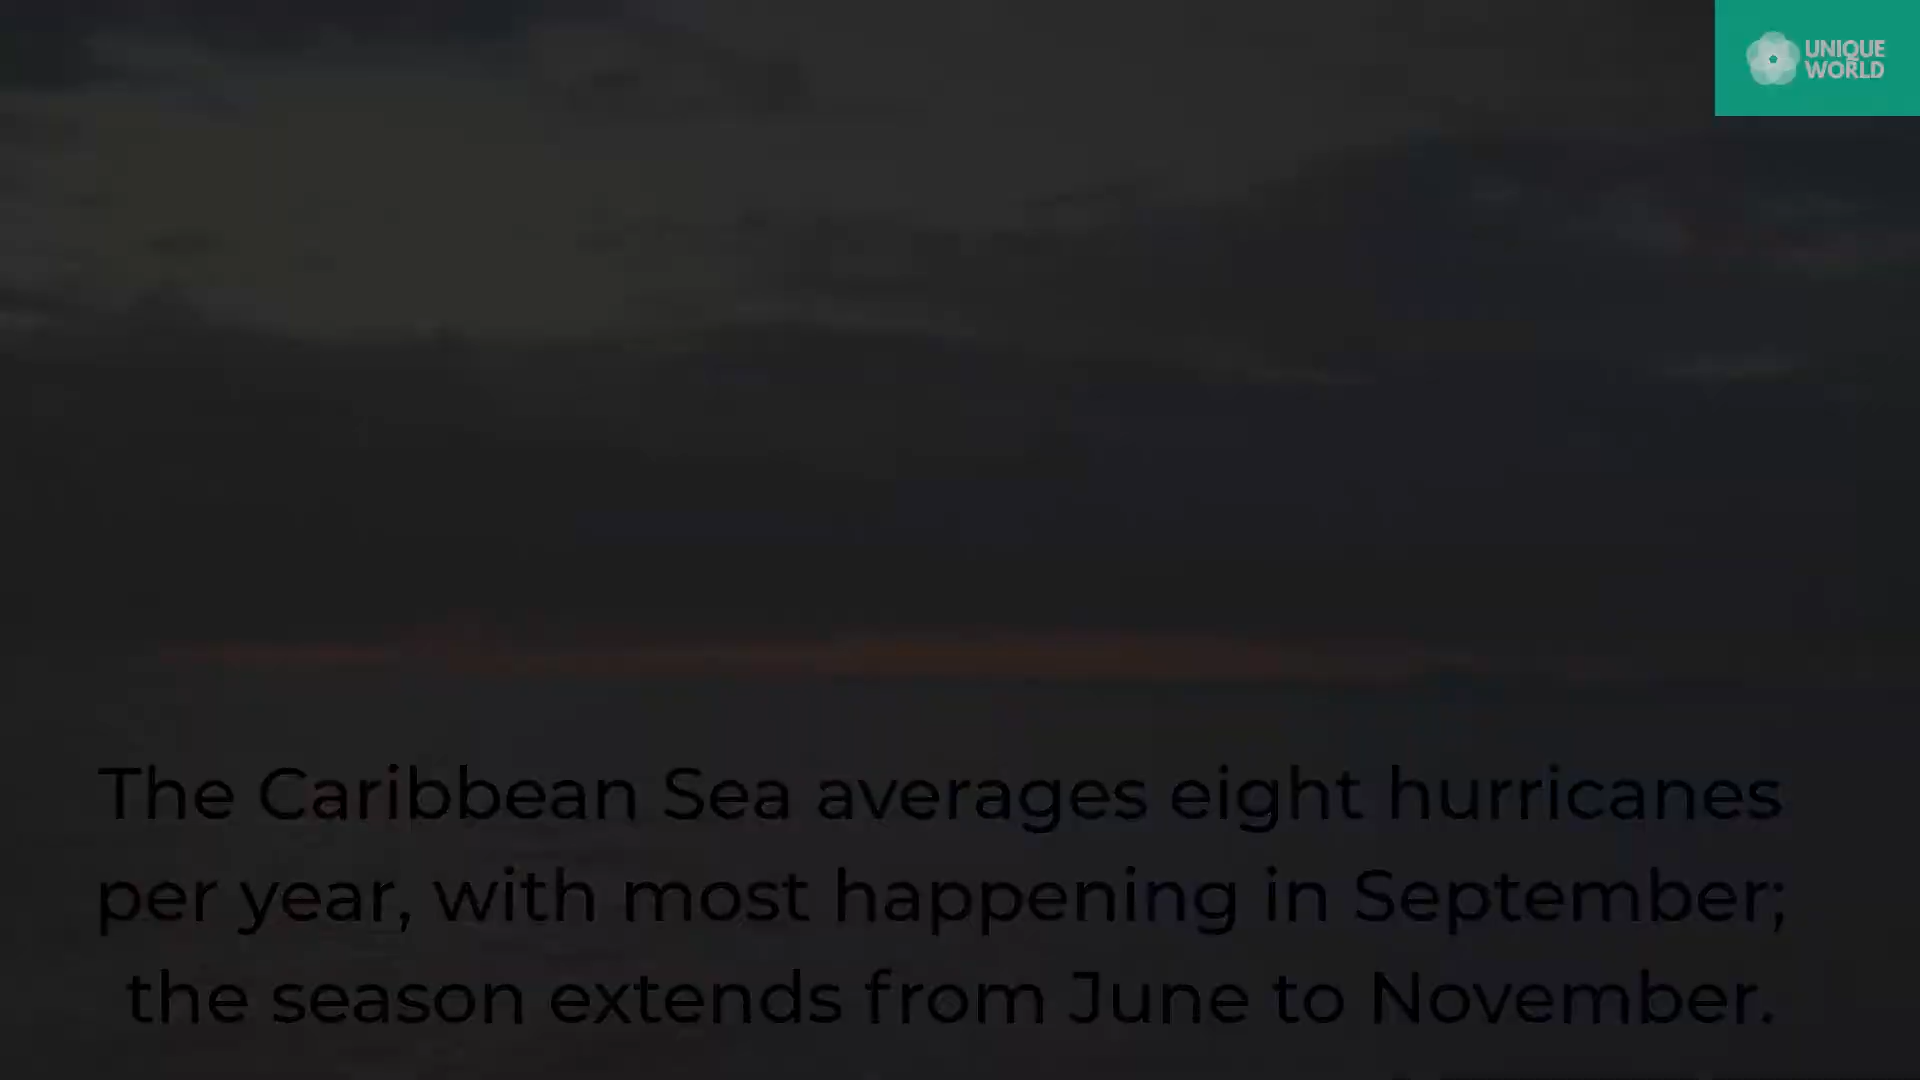 UNIQUE
WORLD
The Caribbean Sea averages eight hurricanes
per year, with most happening in September;
the season extends from June to November.